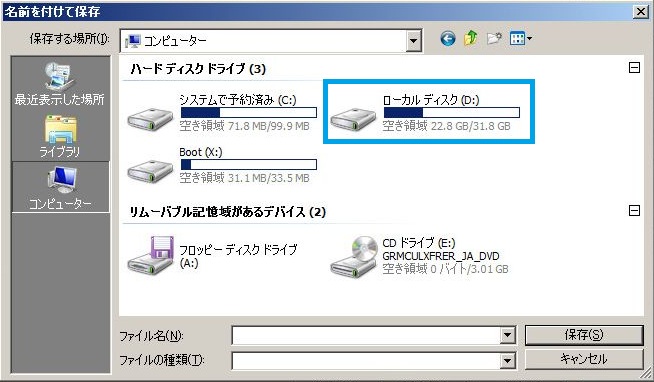 名前を付けて保存
保存する場所(I):
コンピューター
最近表示した場所
ライブラリ
コンピューター
ハード ディスク ドライブ (3)
システムで予約済み (C:)
空き領域 71.8 MB/99.9 MB
ローカル ディスク (D:)
空き領域 22.8 GB/31.8 GB
Boot (X:)
空き領域 31.1 MB/33.5 MB
リムーバブル記憶域があるデバイス (2)
フロッピー ディスク ドライブ
(A:)
CD ドライブ (E:)
GRMCULXFRER_JA_DVD
空き領域 0 バイト/3.01 GB
ファイル名(N):
保存(S)
ファイルの種類(T):
キャンセル